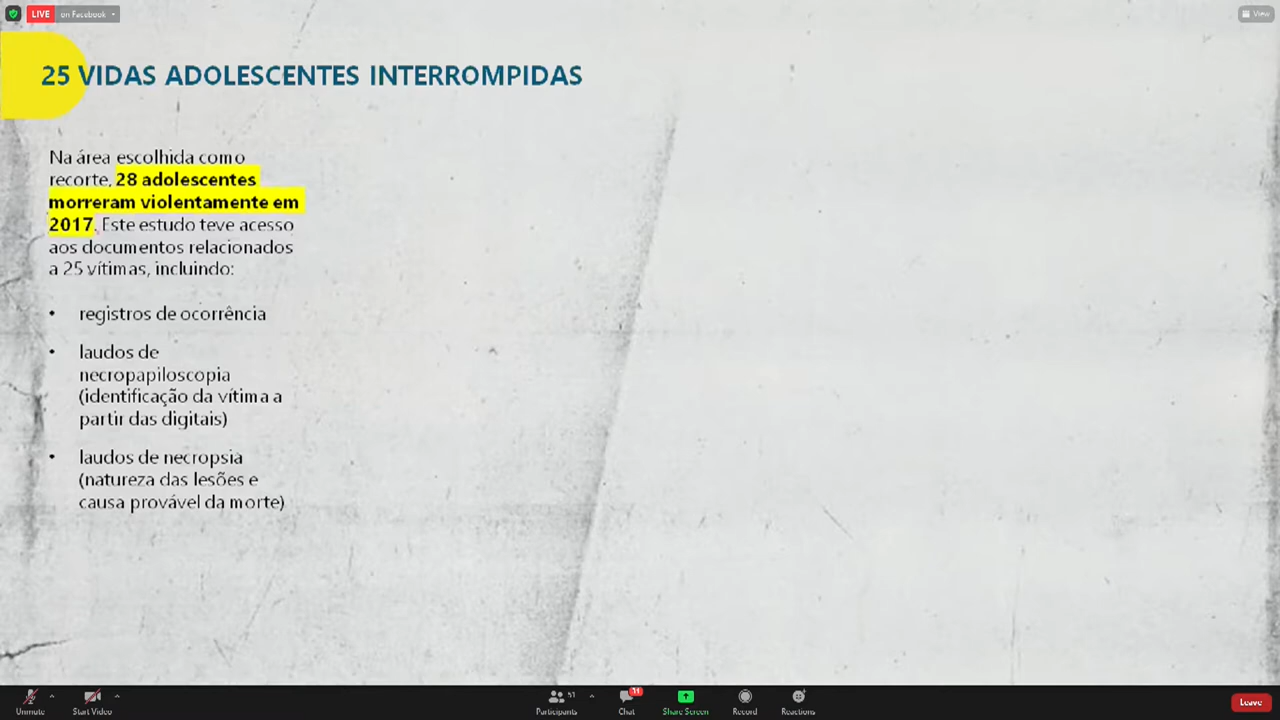 LIVE on Facebook
View
25 VIDAS ADOLESCENTES INTERROMPIDAS
Na área escolhida como
recorte, 28 adolescentes
morreram violentamente em
2017. Este estudo teve acesso
aos documentos relacionados
a 25 vítimas, incluindo:
• registros de ocorrência
• laudos de
necropapiloscopia
(identificação da vítima a
partir das digitais)
• laudos de necropsia
(natureza das lesões e
causa provável da morte)
Unmute
Start Video
51
Participants
Chat
Share Screen
Record
Reactions
Leave